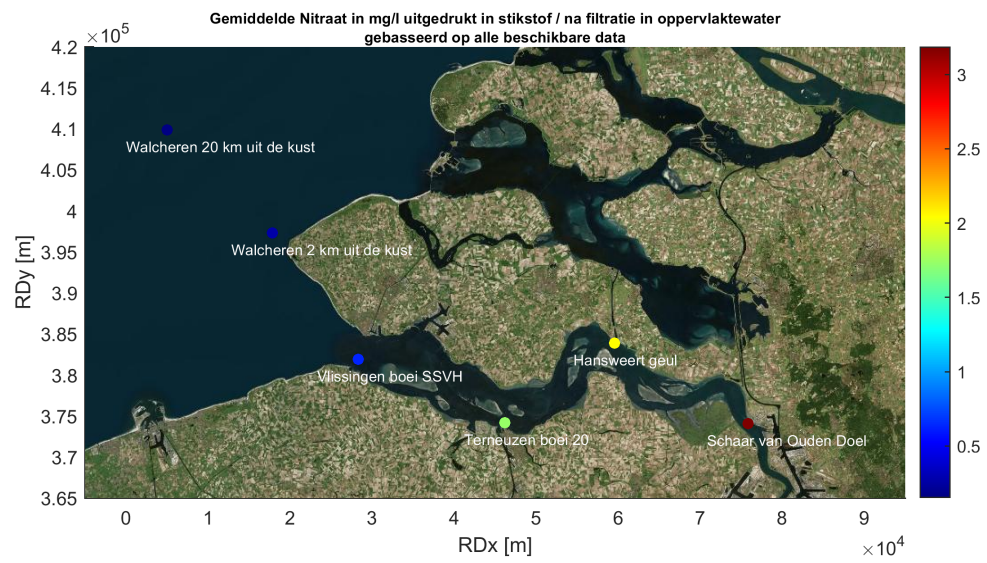 Gemiddelde Nitraat in mg/l uitgedrukt in stikstof / na filtratie in oppervlaktewater
gebasseerd op alle beschikbare data
×10⁵
4.2
4.15
4.1
4.05
4
3.95
3.9
3.85
3.8
3.75
3.7
3.65
RDy [m]
Walcheren 20 km uit de kust
Walcheren 2 km uit de kust
Vlissingen boei SSVH
Hansweert geul
Terneuzen boei 20
Schaar van Ouden Doel
0 1 2 3 4 5 6 7 8 9
RDx [m]
×10⁴
3
2.5
2
1.5
1
0.5